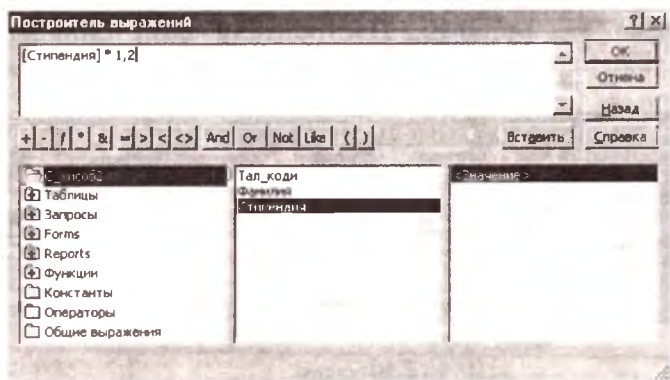 Построитель выражений
[Стипендия] * 1,2
OK
Отмена
Назад
+ - / * & = > < <> And Or Not Like ( )
Вставить
Справка
Таблицы
Запросы
Forms
Reports
Функции
Константы
Операторы
Общие выражения
Тал_коди
Фамилия
Стипендия
<Значение>